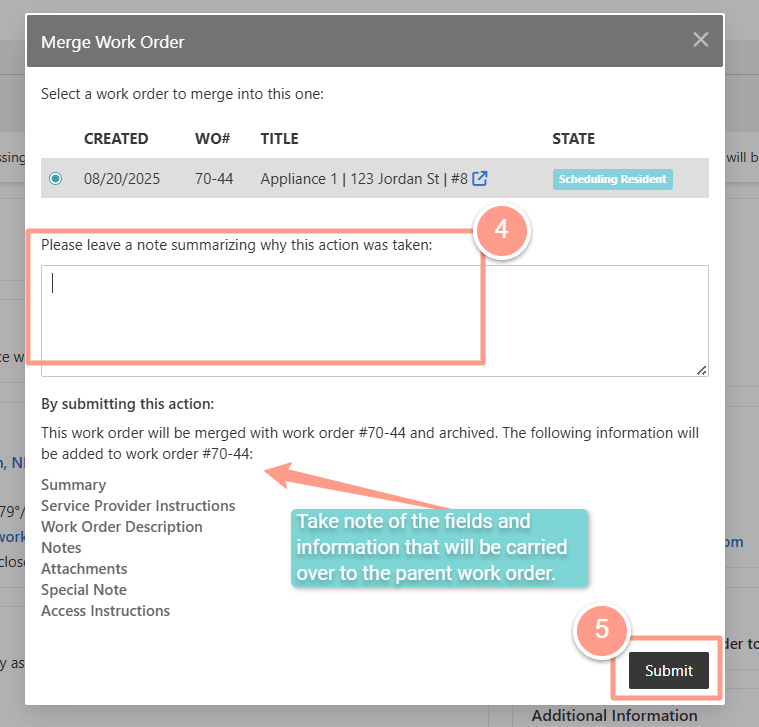 Merge Work Order
Select a work order to merge into this one:
CREATED WO# TITLE STATE
08/20/2025 70-44 Appliance 1 | 123 Jordan St | #8 Scheduling Resident
4
Please leave a note summarizing why this action was taken:
By submitting this action:
This work order will be merged with work order #70-44 and archived. The following information will
be added to work order #70-44:
Summary
Service Provider Instructions
Work Order Description
Notes
Attachments
Special Note
Access Instructions
Take note of the fields and
information that will be carried
over to the parent work order.
5
Submit
will b
Additional Information